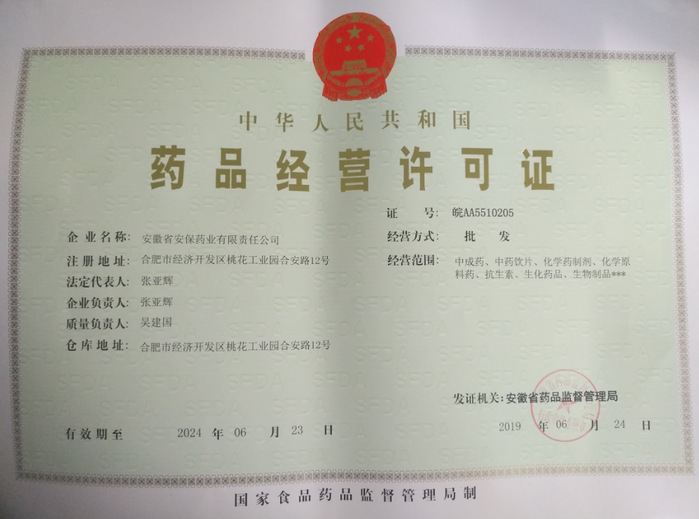 中华人民共和国
药品经营许可证
证 号: 皖AA5510205
企业名称: 安徽省安保药业有限责任公司
经营方式: 批 发
注册地址: 合肥市经济开发区桃花工业园合安路12号
经营范围: 中成药、中药饮片、化学药制剂、化学原
料药、抗生素、生化药品、生物制品***
法定代表人: 张亚辉
企业负责人: 张亚辉
质量负责人: 吴建国
仓库地址: 合肥市经济开发区桃花工业园合安路12号
发证机关: 安徽省药品监督管理局
有效期至 2024 年 06 月 23 日
2019 年 06 月 24 日
国家食品药品监督管理局制